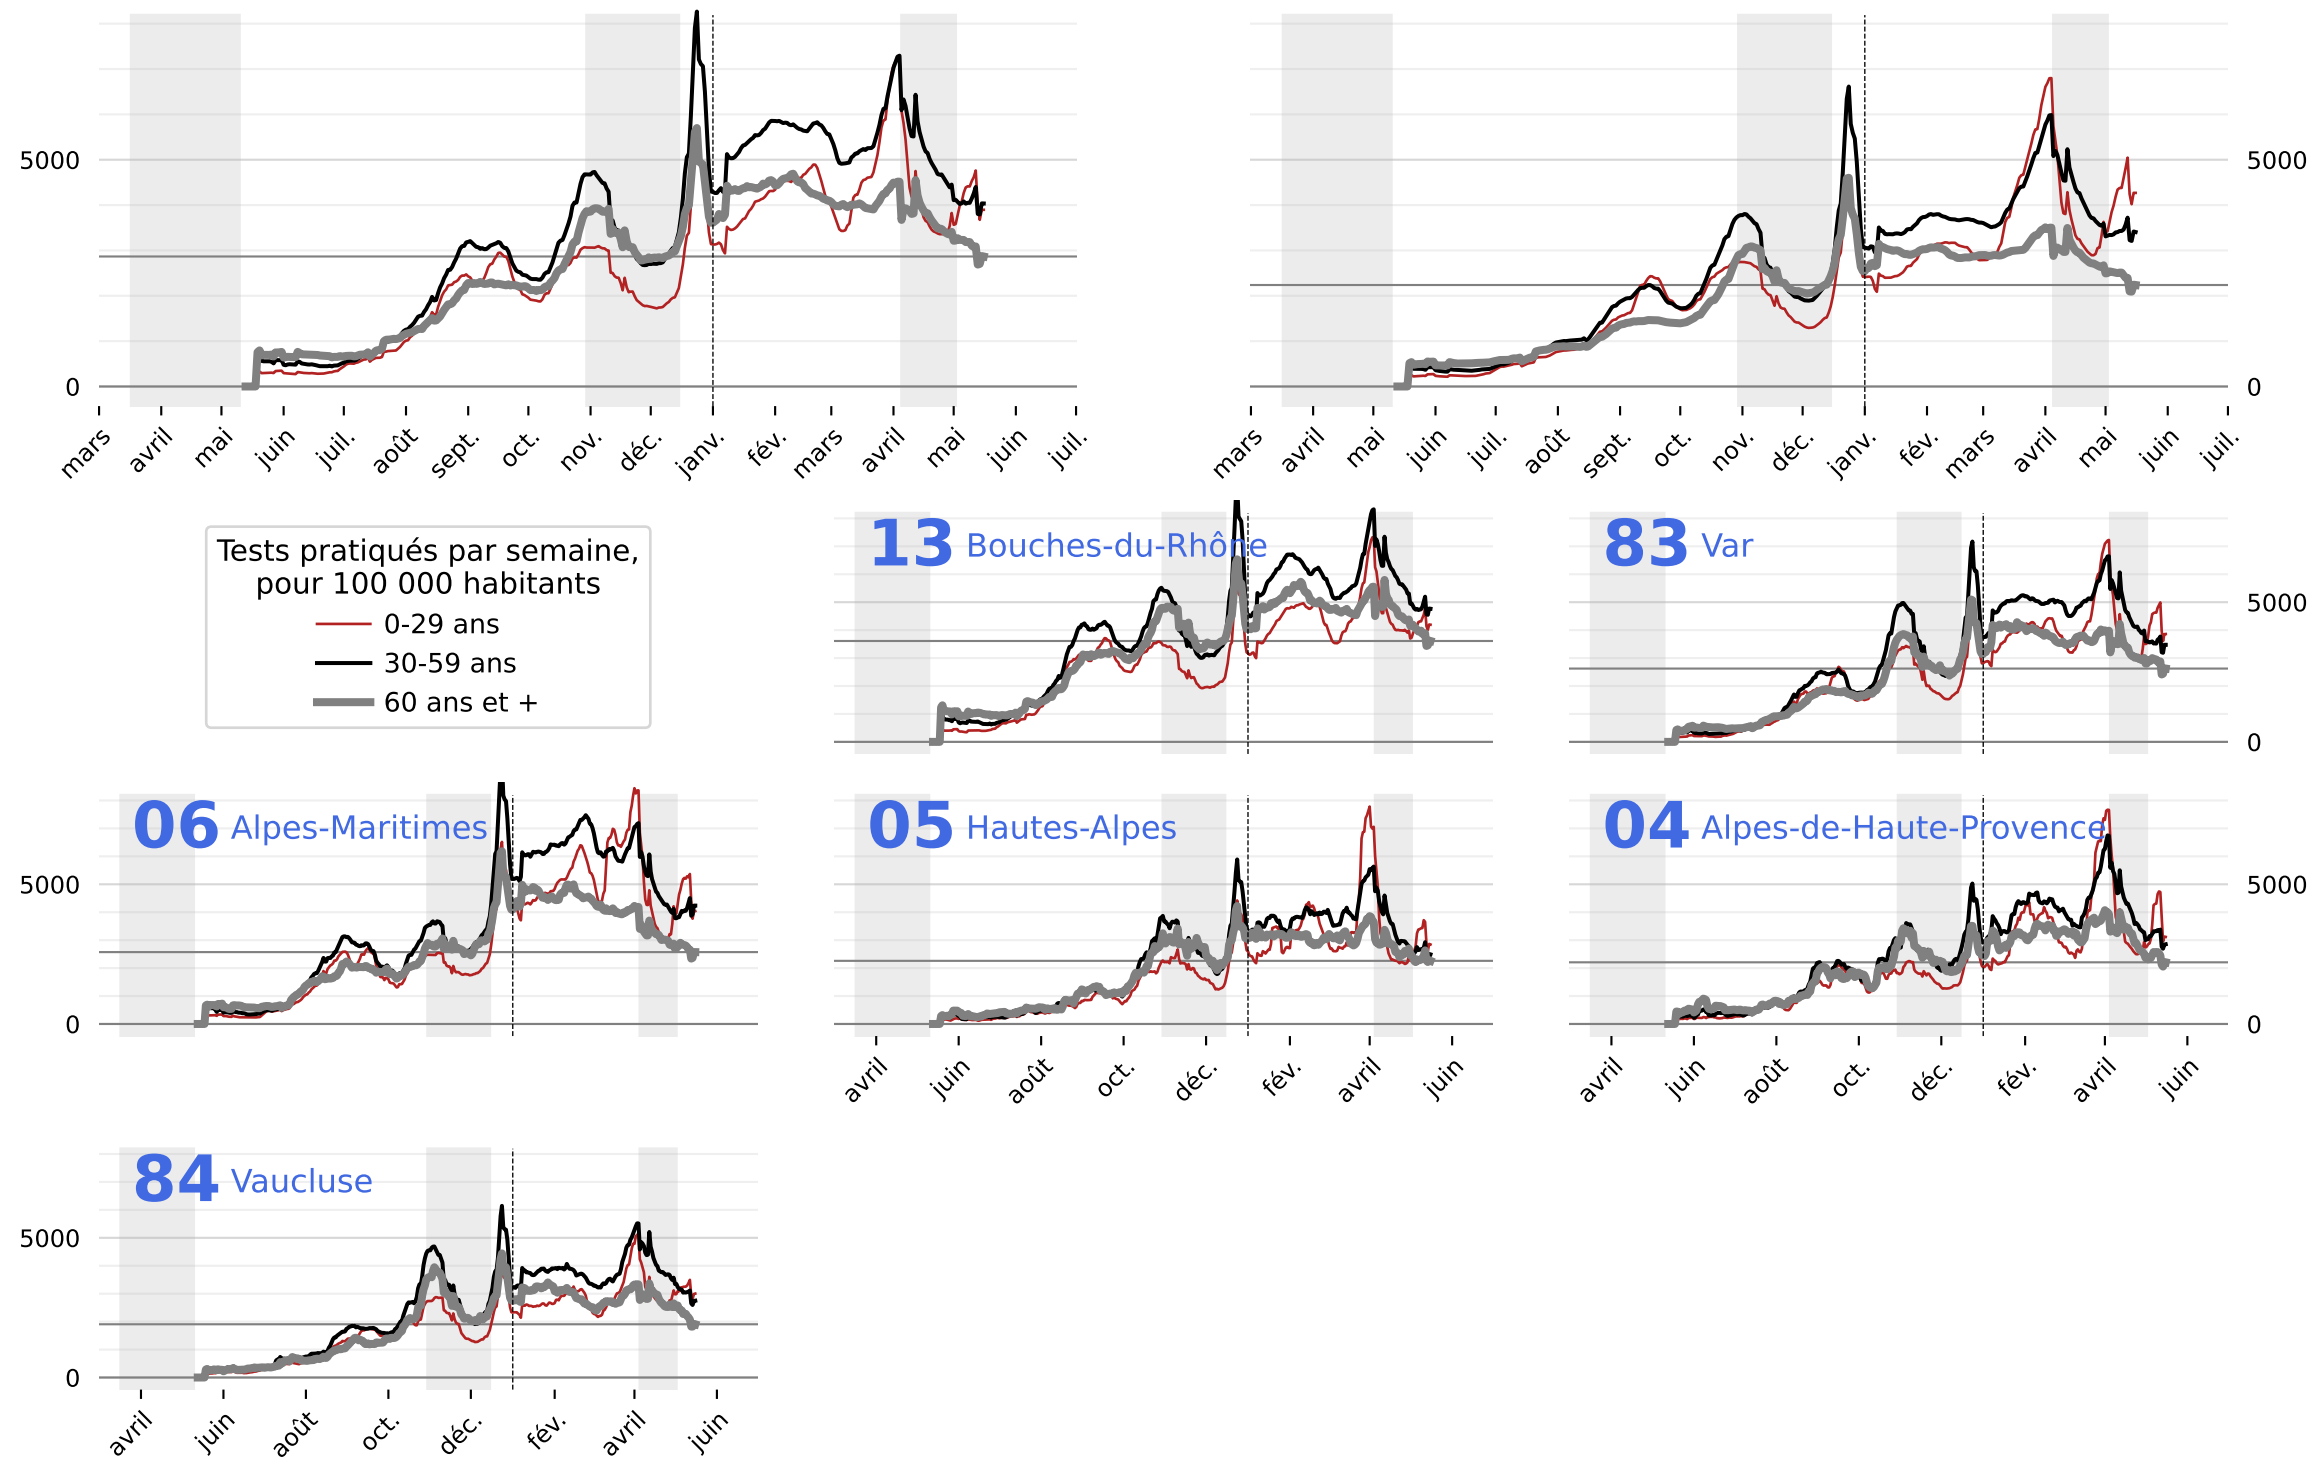 5000
0
mars avril mai juin juil. août sept. oct. nov. déc. janv. fév. mars avril mai juin juil.
5000
0
mars avril mai juin juil. août sept. oct. nov. déc. janv. fév. mars avril mai juin juil.
Tests pratiqués par semaine,
pour 100 000 habitants
0-29 ans
30-59 ans
60 ans et +
13 Bouches-du-Rhône
83 Var
5000
0
06 Alpes-Maritimes
5000
0
05 Hautes-Alpes
avril juin août oct. déc. fév. avril juin
04 Alpes-de-Haute-Provence
5000
0
avril juin août oct. déc. fév. avril juin
84 Vaucluse
5000
0
avril juin août oct. déc. fév. avril juin